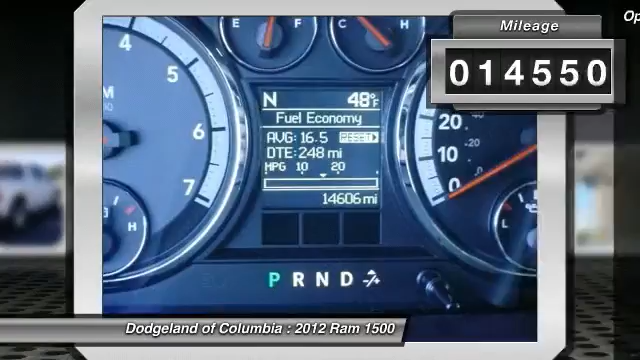 Mileage
014550
Op
4
5
6
7
E F
C H
N 48°F
Fuel Economy
AVG: 16.5 RESET
DTE: 248 mi
MPG 10 20
14606 mi
20
10
0
H
L
P R N D
Dodgeland of Columbia : 2012 Ram 1500